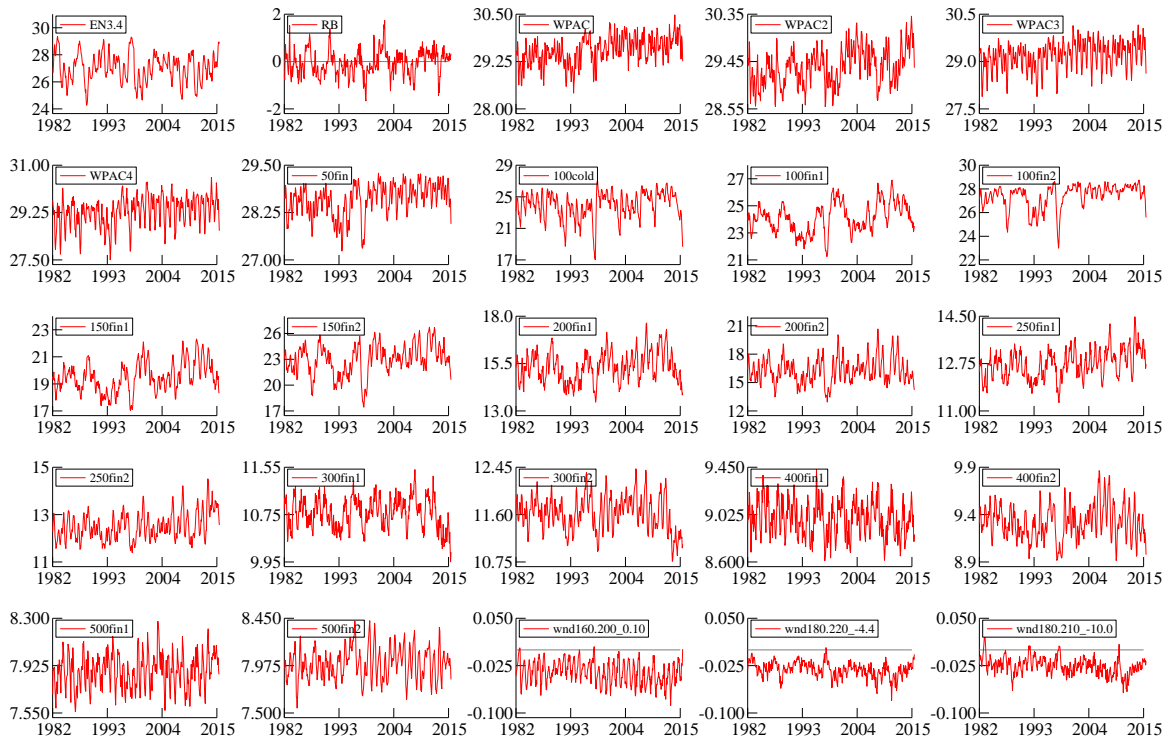 EN3.4
30
28
26
24
1982 1993 2004 2015
RB
2
0
-2
1982 1993 2004 2015
WPAC
30.50
29.25
28.00
1982 1993 2004 2015
WPAC2
30.35
29.45
28.55
1982 1993 2004 2015
WPAC3
30.5
29.0
27.5
1982 1993 2004 2015
WPAC4
31.00
29.25
27.50
1982 1993 2004 2015
50fin
29.50
28.25
27.00
1982 1993 2004 2015
100cold
29
25
21
17
1982 1993 2004 2015
100fin1
27
25
23
21
1982 1993 2004 2015
100fin2
30
28
26
24
22
1982 1993 2004 2015
150fin1
23
21
19
17
1982 1993 2004 2015
150fin2
26
23
20
17
1982 1993 2004 2015
200fin1
18.0
15.5
13.0
1982 1993 2004 2015
200fin2
21
18
15
12
1982 1993 2004 2015
250fin1
14.50
12.75
11.00
1982 1993 2004 2015
250fin2
15
13
11
1982 1993 2004 2015
300fin1
11.55
10.75
9.95
1982 1993 2004 2015
300fin2
12.45
11.60
10.75
1982 1993 2004 2015
400fin1
9.450
9.025
8.600
1982 1993 2004 2015
400fin2
9.9
9.4
8.9
1982 1993 2004 2015
500fin1
8.300
7.925
7.550
1982 1993 2004 2015
500fin2
8.450
7.975
7.500
1982 1993 2004 2015
wnd160.200_0.10
0.050
-0.025
-0.100
1982 1993 2004 2015
wnd180.220_-4.4
0.050
-0.025
-0.100
1982 1993 2004 2015
wnd180.210_-10.0
0.050
-0.025
-0.100
1982 1993 2004 2015